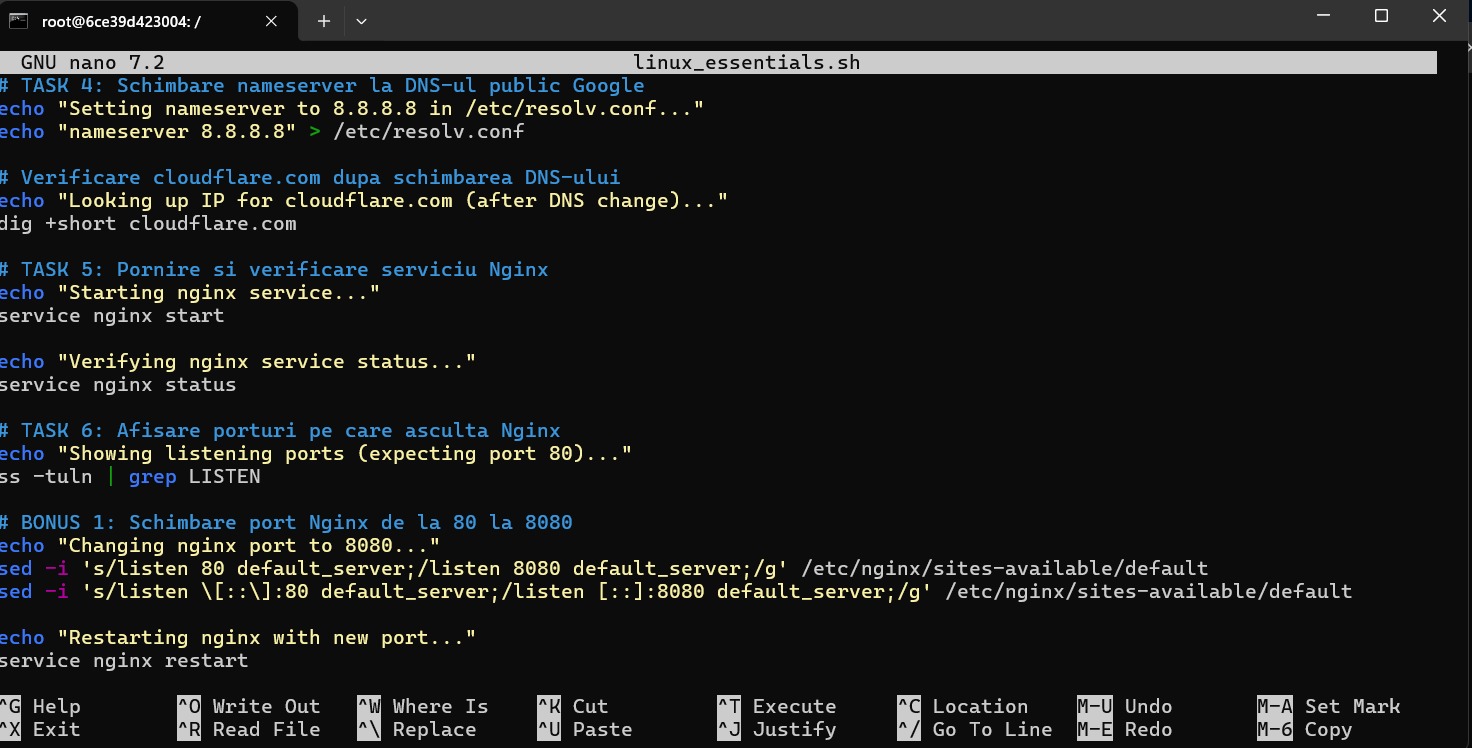 root@6ce39d423004: /
GNU nano 7.2 linux_essentials.sh
# TASK 4: Schimbare nameserver la DNS-ul public Google
echo "Setting nameserver to 8.8.8.8 in /etc/resolv.conf..."
echo "nameserver 8.8.8.8" > /etc/resolv.conf
# Verificare cloudflare.com dupa schimbarea DNS-ului
echo "Looking up IP for cloudflare.com (after DNS change)..."
dig +short cloudflare.com
# TASK 5: Pornire si verificare serviciu Nginx
echo "Starting nginx service..."
service nginx start
echo "Verifying nginx service status..."
service nginx status
# TASK 6: Afisare porturi pe care asculta Nginx
echo "Showing listening ports (expecting port 80)..."
ss -tuln | grep LISTEN
# BONUS 1: Schimbare port Nginx de la 80 la 8080
echo "Changing nginx port to 8080..."
sed -i 's/listen 80 default_server;/listen 8080 default_server;/g' /etc/nginx/sites-available/default
sed -i 's/listen \[::\]:80 default_server;/listen [::]:8080 default_server;/g' /etc/nginx/sites-available/default
echo "Restarting nginx with new port..."
service nginx restart
^G Help ^O Write Out ^W Where Is ^K Cut ^T Execute ^C Location M-U Undo M-A Set Mark
^X Exit ^R Read File ^\ Replace ^U Paste ^J Justify ^/ Go To Line M-E Redo M-6 Copy